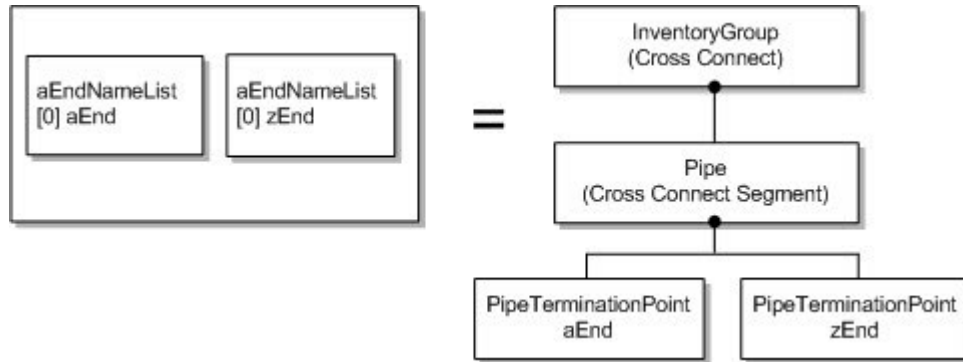 aEndNameList
[0] aEnd
aEndNameList
[0] zEnd
=
InventoryGroup
(Cross Connect)
Pipe
(Cross Connect Segment)
PipeTerminationPoint
aEnd
PipeTerminationPoint
zEnd